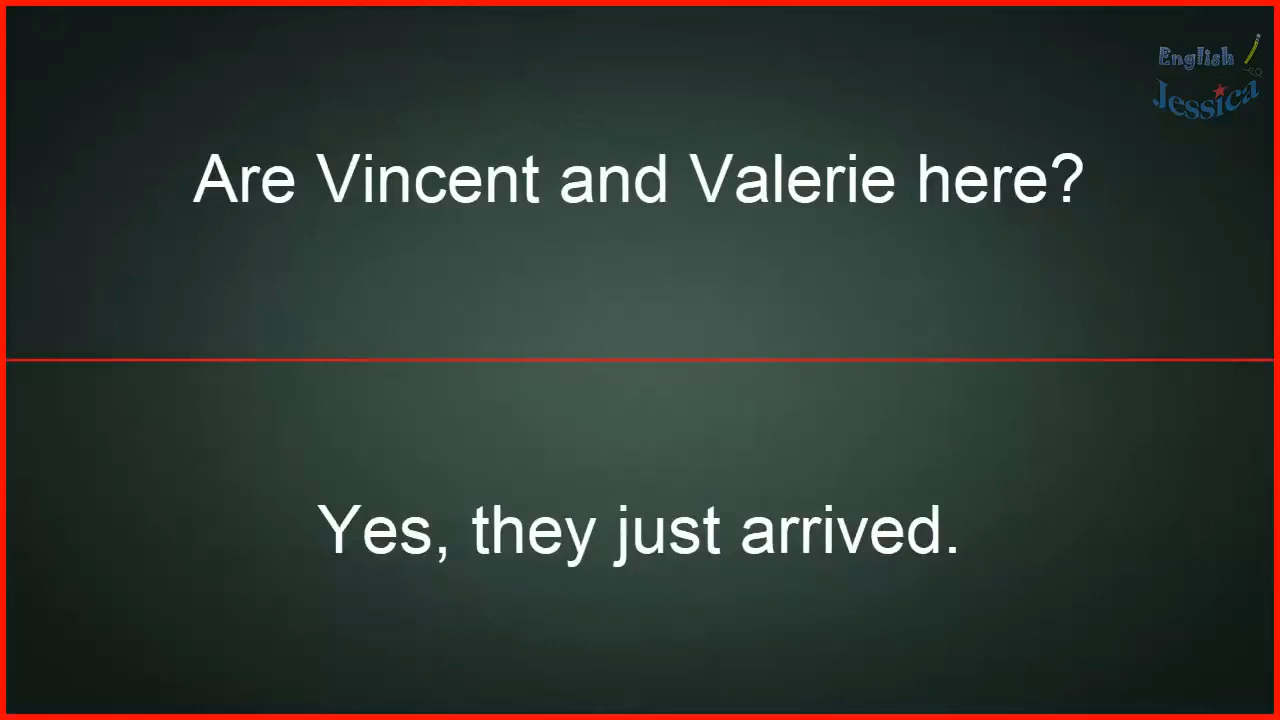 English
Jessica
Are Vincent and Valerie here?
Yes, they just arrived.